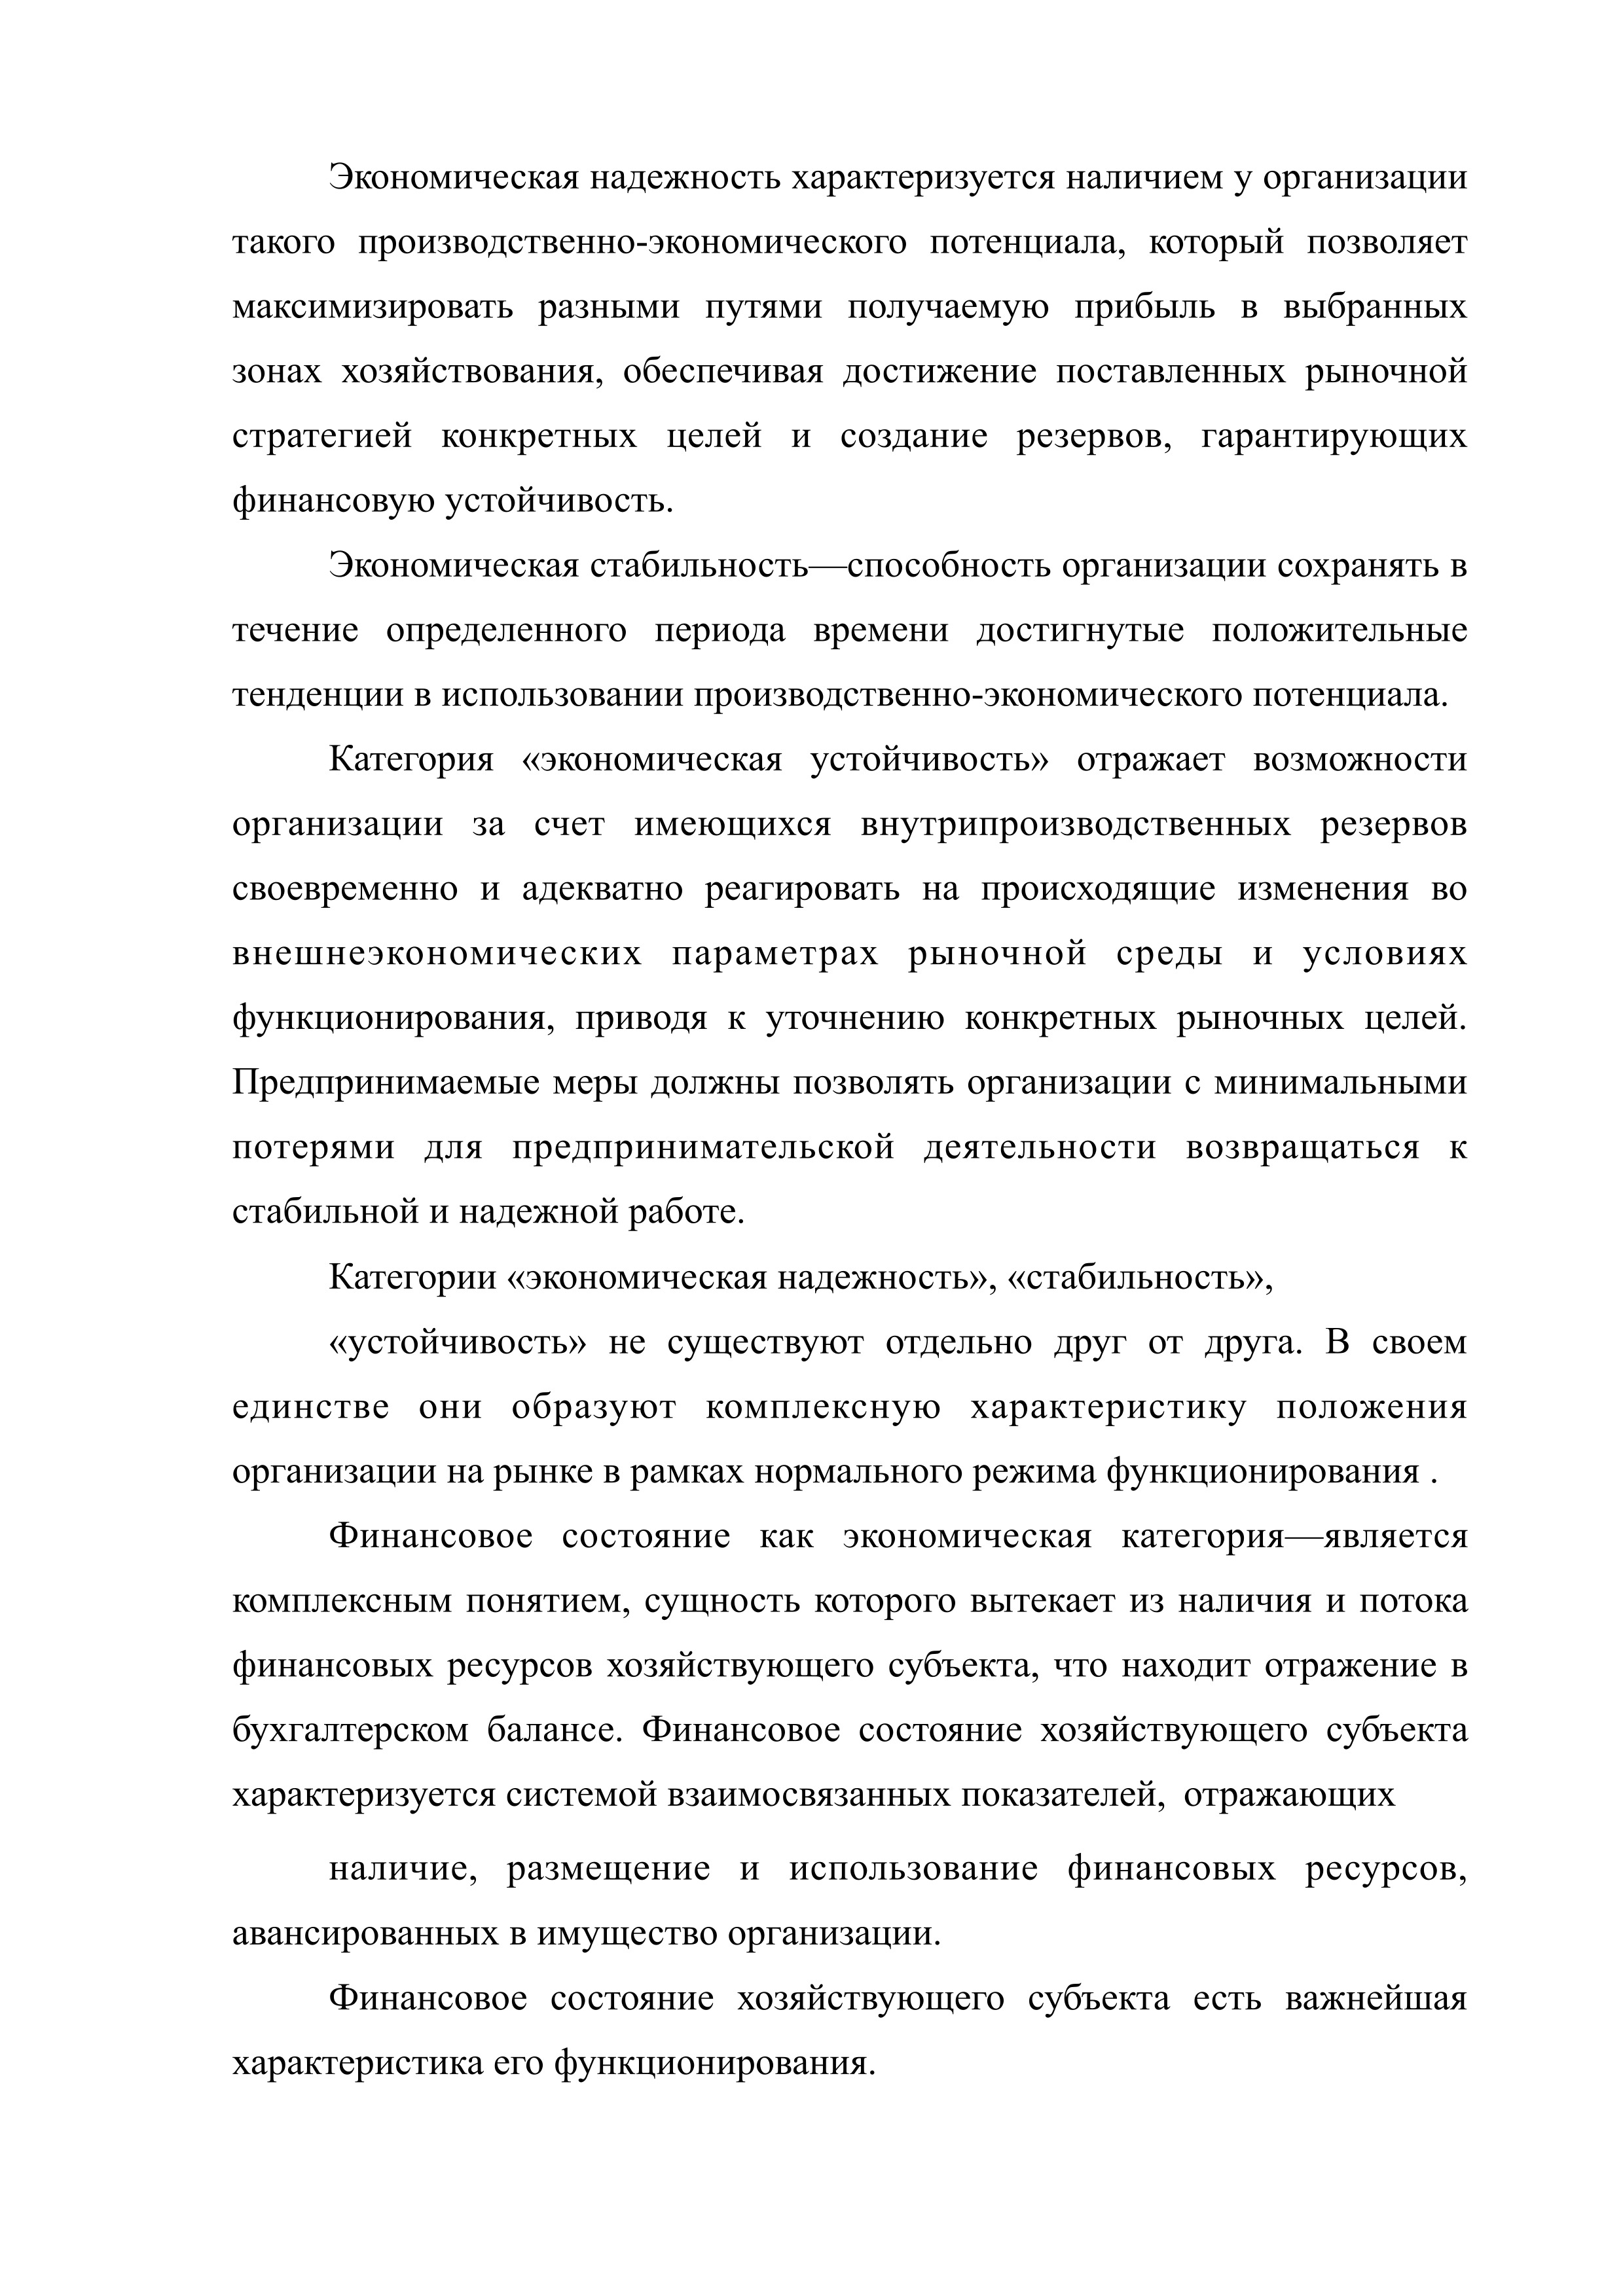 Экономическая надежность характеризуется наличием у организации
такого производственно-экономического потенциала, который позволяет
максимизировать разными путями получаемую прибыль в выбранных
зонах хозяйствования, обеспечивая достижение поставленных рыночной
стратегией конкретных целей и создание резервов, гарантирующих
финансовую устойчивость.
Экономическая стабильность—способность организации сохранять в
течение определенного периода времени достигнутые положительные
тенденции в использовании производственно-экономического потенциала.
Категория «экономическая устойчивость» отражает возможности
организации за счет имеющихся внутрипроизводственных резервов
своевременно и адекватно реагировать на происходящие изменения во
внешнеэкономических параметрах рыночной среды и условиях
функционирования, приводя к уточнению конкретных рыночных целей.
Предпринимаемые меры должны позволять организации с минимальными
потерями для предпринимательской деятельности возвращаться к
стабильной и надежной работе.
Категории «экономическая надежность», «стабильность»,
«устойчивость» не существуют отдельно друг от друга. В своем
единстве они образуют комплексную характеристику положения
организации на рынке в рамках нормального режима функционирования .
Финансовое состояние как экономическая категория—является
комплексным понятием, сущность которого вытекает из наличия и потока
финансовых ресурсов хозяйствующего субъекта, что находит отражение в
бухгалтерском балансе. Финансовое состояние хозяйствующего субъекта
характеризуется системой взаимосвязанных показателей, отражающих
наличие, размещение и использование финансовых ресурсов,
авансированных в имущество организации.
Финансовое состояние хозяйствующего субъекта есть важнейшая
характеристика его функционирования.